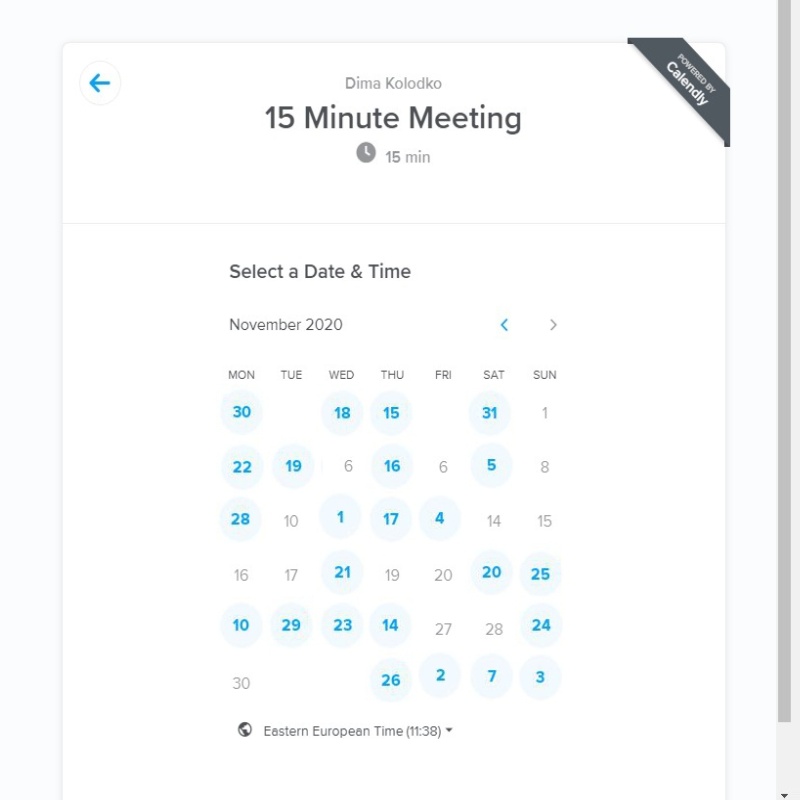 Dima Kolodko
POWERED BY
Calendly
15 Minute Meeting
15 min
Select a Date & Time
November 2020
MON TUE WED THU FRI SAT SUN
30 18 15 31 1
22 19 6 16 6 5 8
28 10 1 17 4 14 15
16 17 21 19 20 20 25
10 29 23 14 27 28 24
30 26 2 7 3
Eastern European Time (11:38)